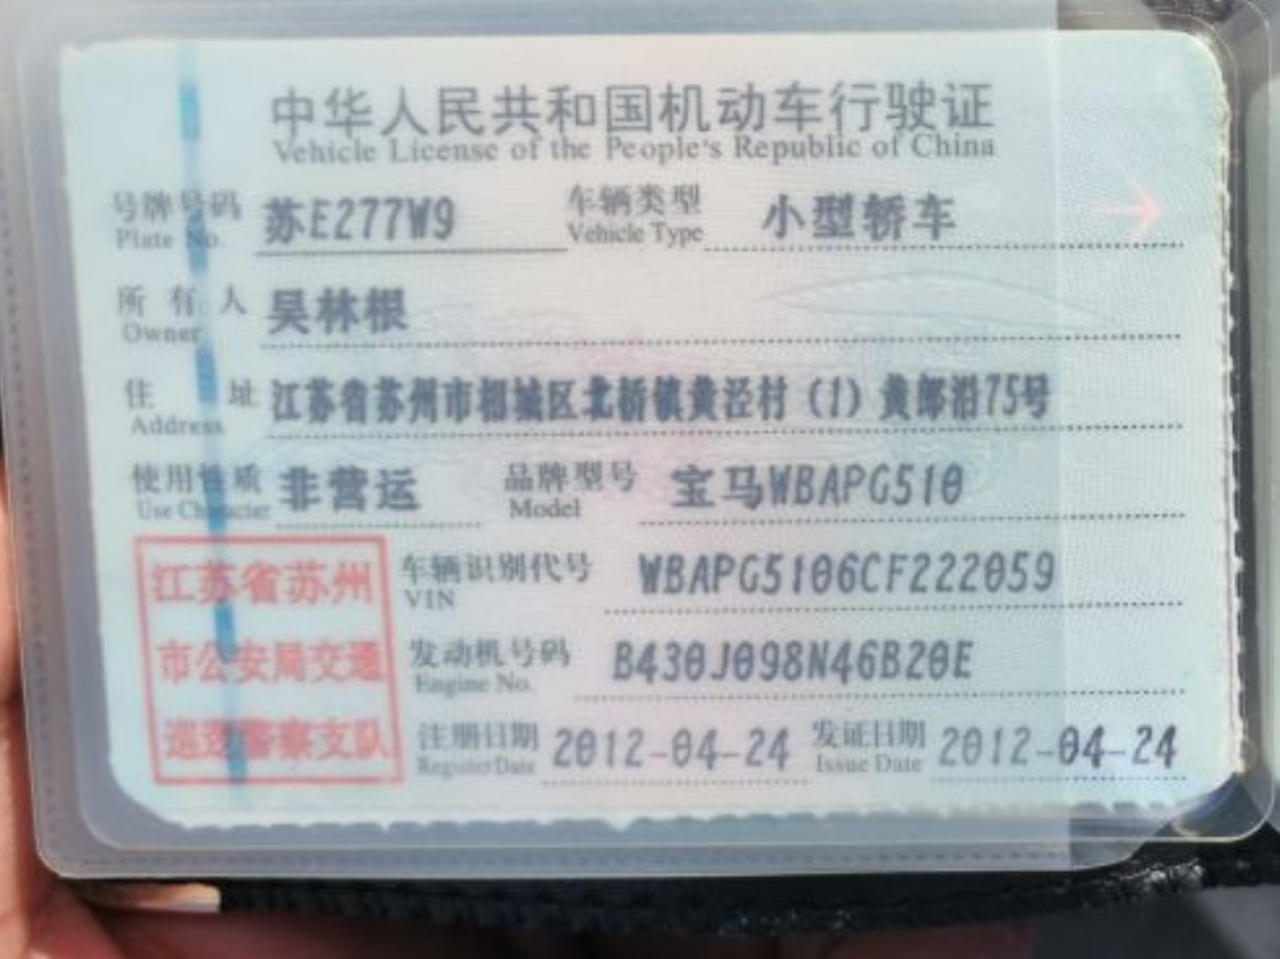 中华人民共和国机动车行驶证
Vehicle License of the People's Republic of China
号牌号码 苏E277W9 车辆类型 小型轿车
Plate No. Vehicle Type
所有人 吴林根
Owner
住址 江苏省苏州市相城区北桥镇黄泾村（1）黄郎沿75号
Address
使用性质 非营运 品牌型号 宝马WBAPG510
Use Character Model
江苏省苏州
市公安局交通
巡逻警察支队
车辆识别代号 WBAPG5106CF222059
VIN
发动机号码 B430J098N46B20E
Engine No.
注册日期 2012-04-24 发证日期 2012-04-24
Register Date Issue Date